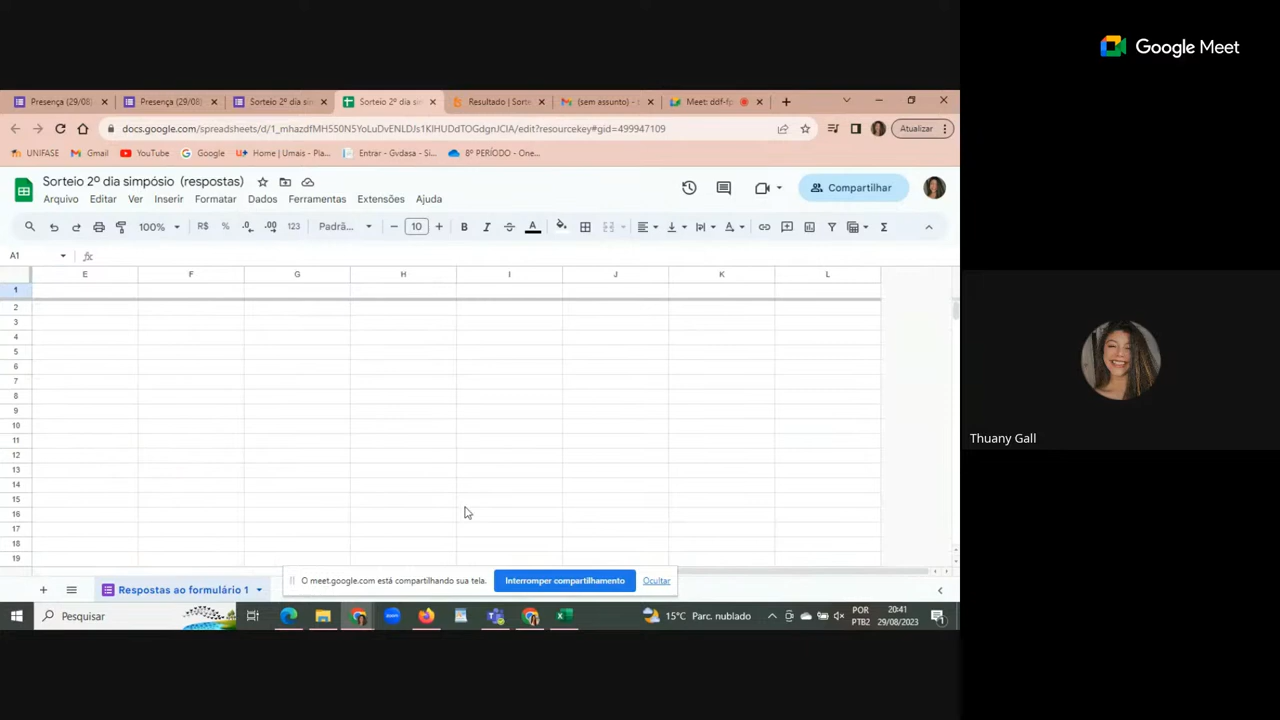 Google Meet
Presença (29/08)
Presença (29/08)
Sorteio 2º dia sim
Sorteio 2º dia si
Resultado | Sorte
(sem assunto) - t
Meet: ddf-f
docs.google.com/spreadsheets/d/1_mhazdfMH550N5YoLuDvENLDJs1KIHUDdTOGdgnJCIA/edit?resourcekey#gid=499947109
Atualizar
UNIFASE
Gmail
YouTube
Google
Home | Umais - Pla...
Entrar - Gvdasa - Si...
8º PERÍODO - One...
Sorteio 2º dia simpósio (respostas)
Compartilhar
Arquivo Editar Ver Inserir Formatar Dados Ferramentas Extensões Ajuda
100% R$ % .0 .00 123 Padrã... 10 B I A
A1
E F G H I J K L
1
2
3
4
5
6
7
8
9
10
11
12
13
14
15
16
17
18
19
Thuany Gall
O meet.google.com está compartilhando sua tela.
Interromper compartilhamento
Ocultar
Respostas ao formulário 1
Pesquisar
15°C Parc. nublado
POR
PTB2
20:41
29/08/2023
1